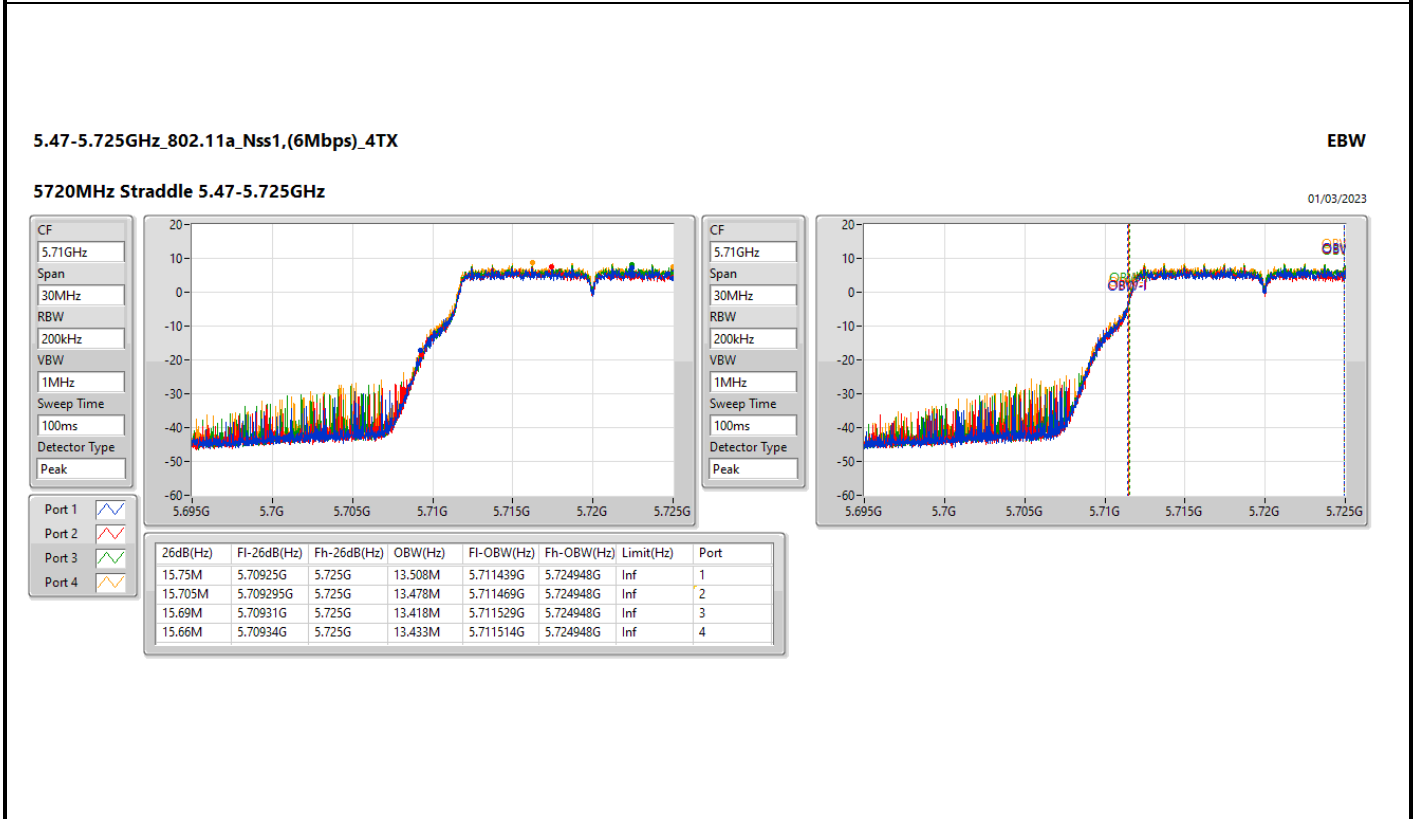 5.47-5.725GHz_802.11a_Nss1,(6Mbps)_4TX
EBW
5720MHz Straddle 5.47-5.725GHz
01/03/2023
CF
5.71GHz
Span
30MHz
RBW
200kHz
VBW
1MHz
Sweep Time
100ms
Detector Type
Peak
20
10
0
-10
-20
-30
-40
-50
-60
5.695G 5.7G 5.705G 5.71G 5.715G 5.72G 5.725G
CF
5.71GHz
Span
30MHz
RBW
200kHz
VBW
1MHz
Sweep Time
100ms
Detector Type
Peak
20
10
0
-10
-20
-30
-40
-50
-60
5.695G 5.7G 5.705G 5.71G 5.715G 5.72G 5.725G
Port 1
Port 2
Port 3
Port 4
26dB(Hz) Fl-26dB(Hz) Fh-26dB(Hz) OBW(Hz) Fl-OBW(Hz) Fh-OBW(Hz) Limit(Hz) Port
15.75M 5.70925G 5.725G 13.508M 5.711439G 5.724948G Inf 1
15.705M 5.709295G 5.725G 13.478M 5.711469G 5.724948G Inf 2
15.69M 5.70931G 5.725G 13.418M 5.711529G 5.724948G Inf 3
15.66M 5.70934G 5.725G 13.433M 5.711514G 5.724948G Inf 4